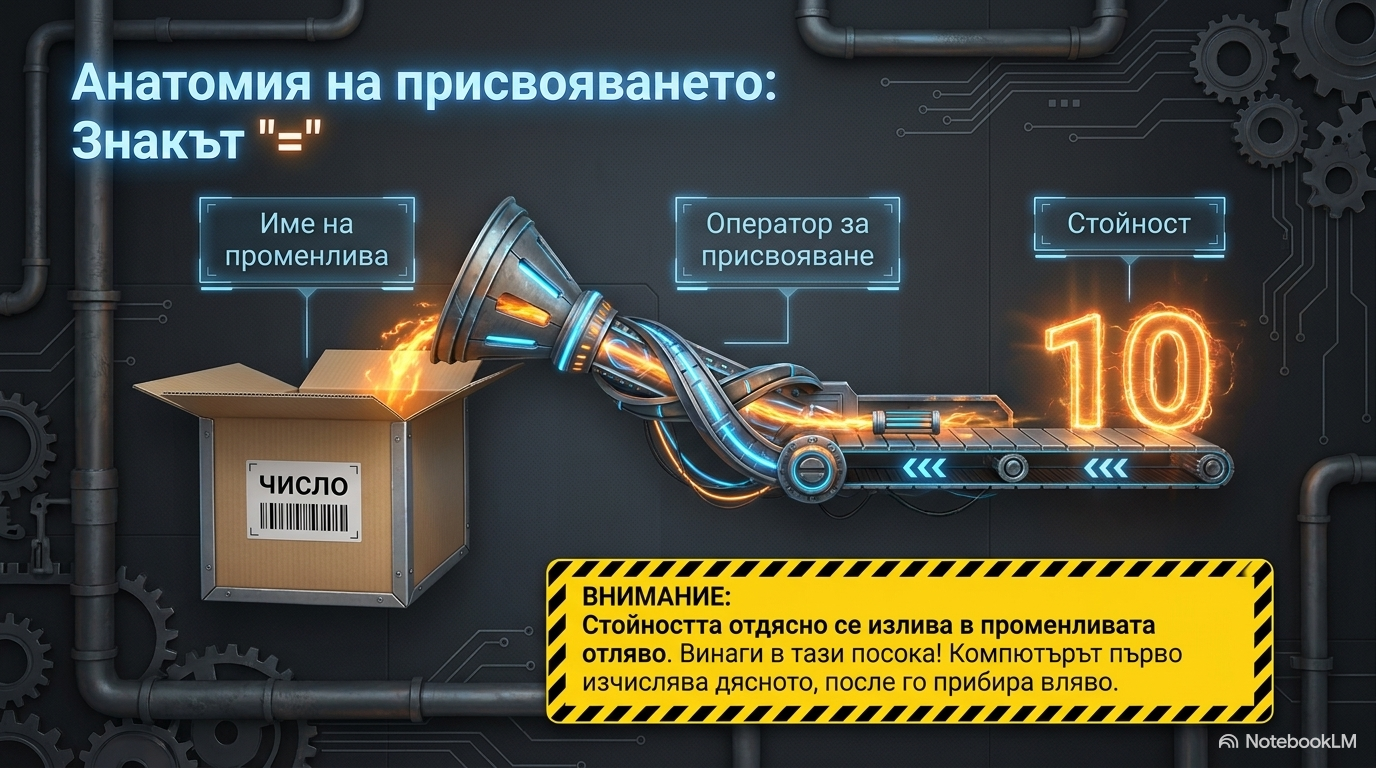 Анатомия на присвояването:
Знакът "="
Име на
променлива
Оператор за
присвояване
Стойност
10
ЧИСЛО
ВНИМАНИЕ:
Стойността отдясно се излива в променливата
отляво. Винаги в тази посока! Компютърът първо
изчислява дясното, после го прибира вляво.
NotebookLM